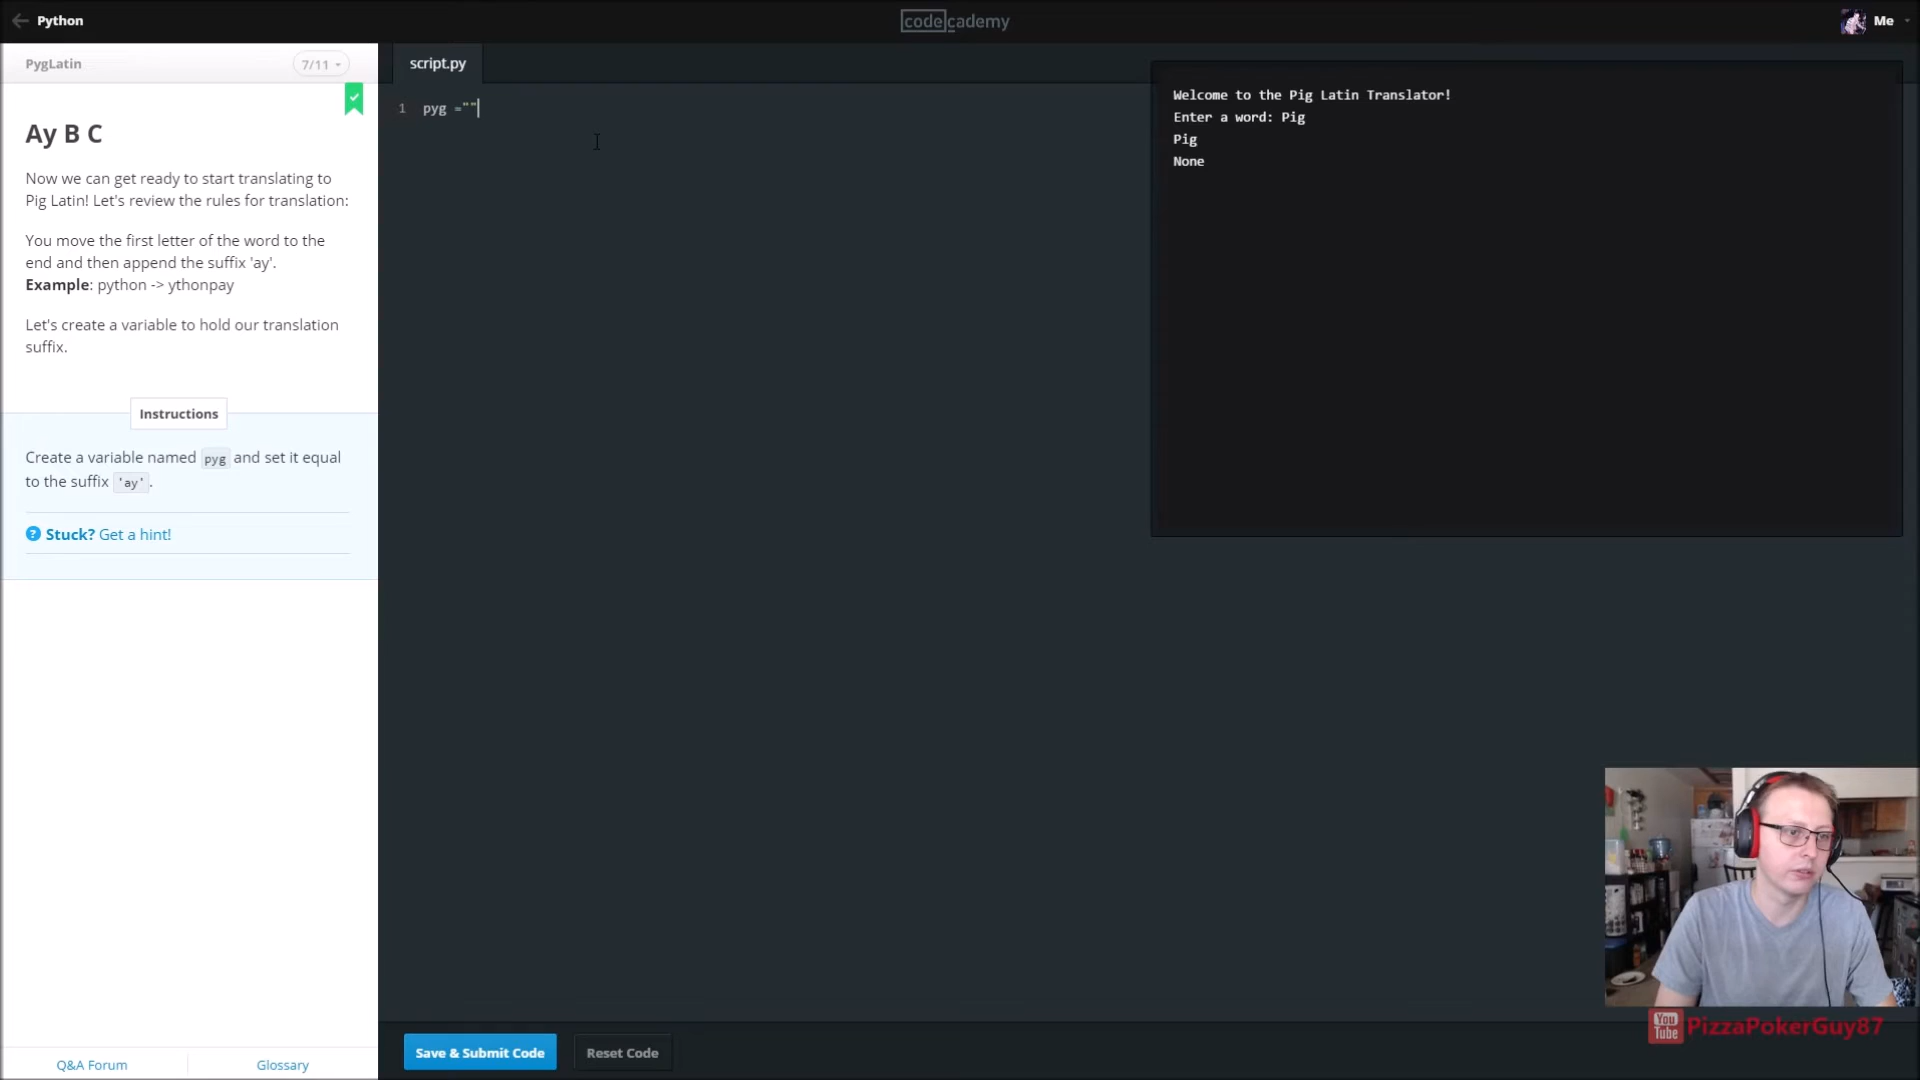 Python
codecademy
Me
PygLatin
7/11
script.py
Ay B C
Now we can get ready to start translating to
Pig Latin! Let's review the rules for translation:
You move the first letter of the word to the
end and then append the suffix 'ay'.
Example: python -> ythonpay
Let's create a variable to hold our translation
suffix.
Instructions
Create a variable named pyg and set it equal
to the suffix 'ay'.
? Stuck? Get a hint!
Q&A Forum
Glossary
1 pyg =""
Welcome to the Pig Latin Translator!
Enter a word: Pig
Pig
None
Save & Submit Code
Reset Code
You Tube PizzaPokerGuy87